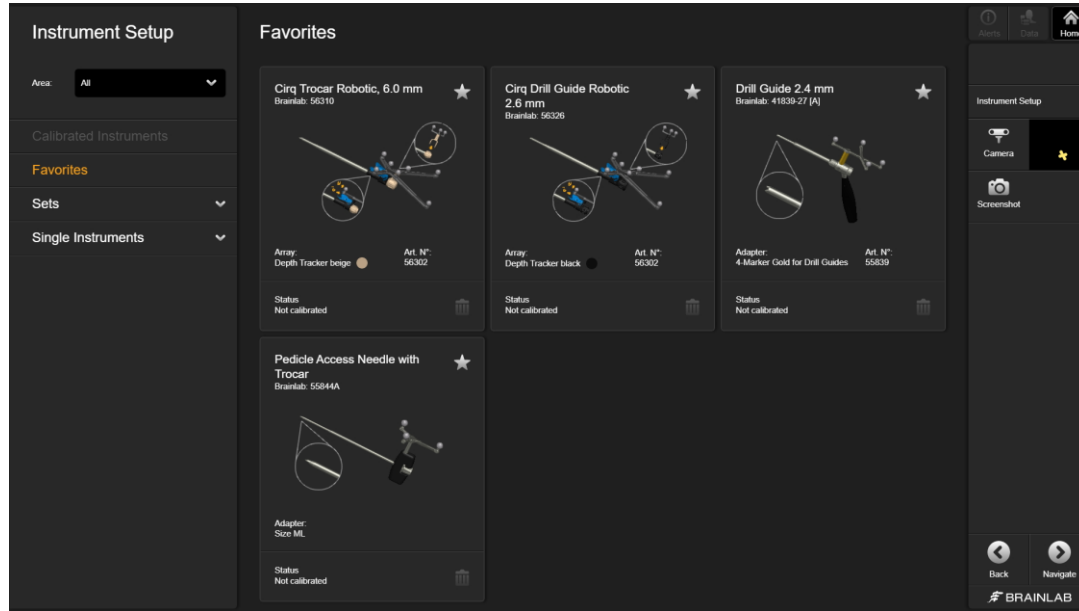 Instrument Setup
Area:
All
Calibrated Instruments
Favorites
Sets
Single Instruments
Favorites
Cirq Trocar Robotic, 6.0 mm
Brainlab: 56310
Array:
Depth Tracker beige
Art. N°:
56302
Status
Not calibrated
Cirq Drill Guide Robotic
2.6 mm
Brainlab: 56326
Array:
Depth Tracker black
Art. N°:
56302
Status
Not calibrated
Drill Guide 2.4 mm
Brainlab: 41839-27 [A]
Adapter:
4-Marker Gold for Drill Guides
Art. N°:
55839
Status
Not calibrated
Pedicle Access Needle with
Trocar
Brainlab: 55844A
Adapter:
Size ML
Status
Not calibrated
Alerts
Data
Home
Instrument Setup
Camera
Screenshot
Back
Navigate
BRAINLAB